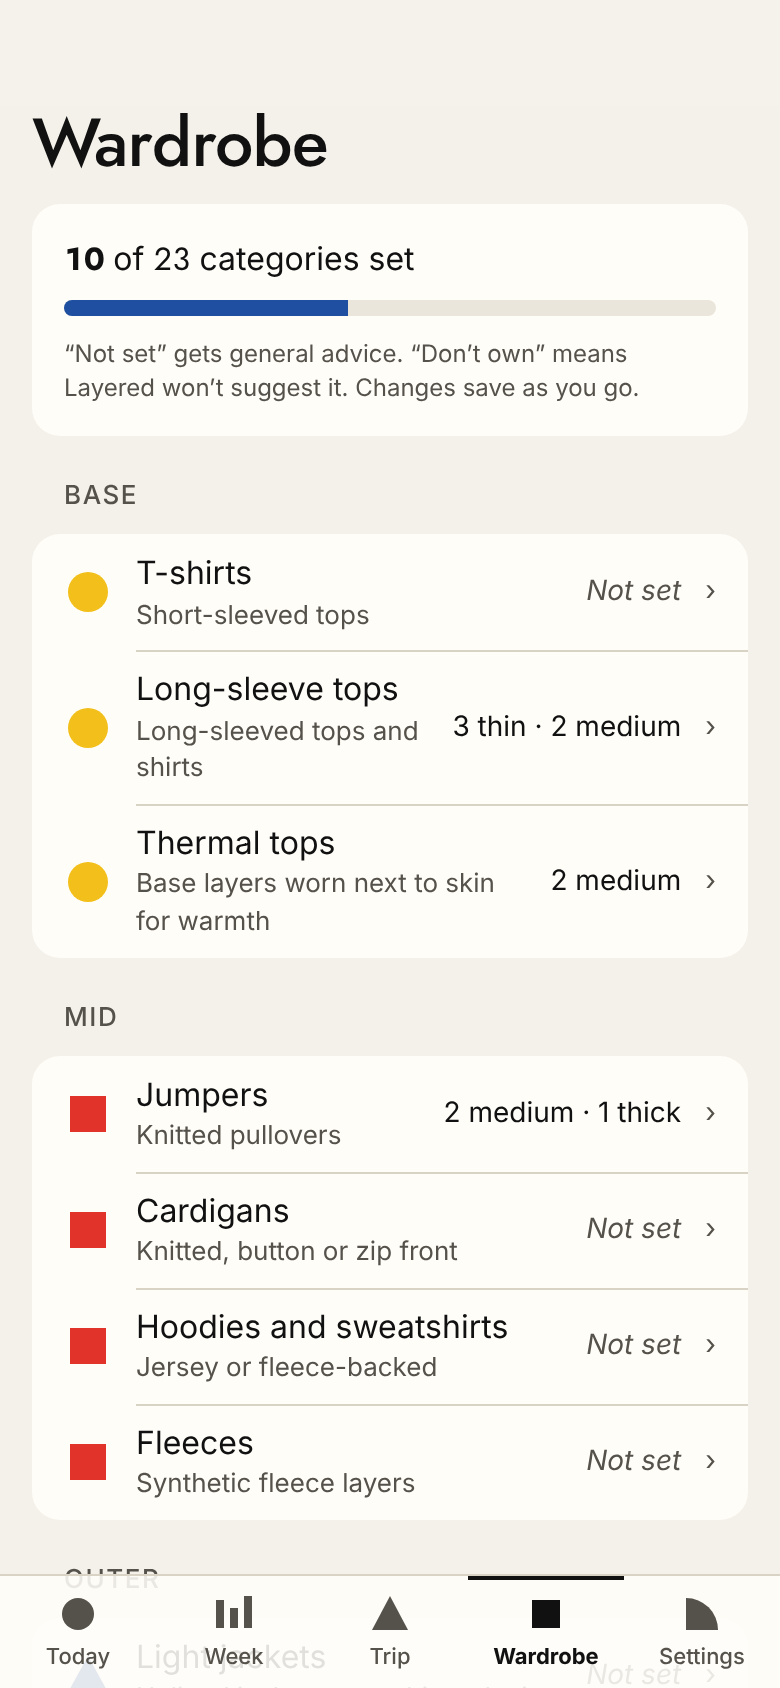 Wardrobe
10 of 23 categories set
“Not set” gets general advice. “Don’t own” means
Layered won’t suggest it. Changes save as you go.
BASE
T-shirts
Short-sleeved tops
Not set ›
Long-sleeve tops
Long-sleeved tops and
shirts
3 thin · 2 medium ›
Thermal tops
Base layers worn next to skin
for warmth
2 medium ›
MID
Jumpers
Knitted pullovers
2 medium · 1 thick ›
Cardigans
Knitted, button or zip front
Not set ›
Hoodies and sweatshirts
Jersey or fleece-backed
Not set ›
Fleeces
Synthetic fleece layers
Not set ›
OUTER
Light jackets
Not set ›
Today
Week
Trip
Wardrobe
Settings